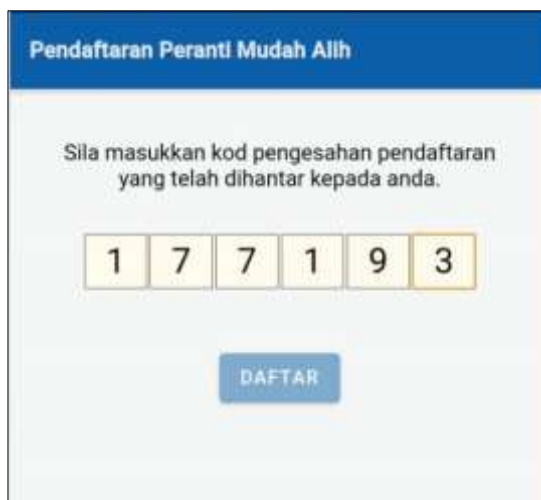 Pendaftaran Peranti Mudah Alih
Sila masukkan kod pengesahan pendaftaran
yang telah dihantar kepada anda.
1 7 7 1 9 3
DAFTAR